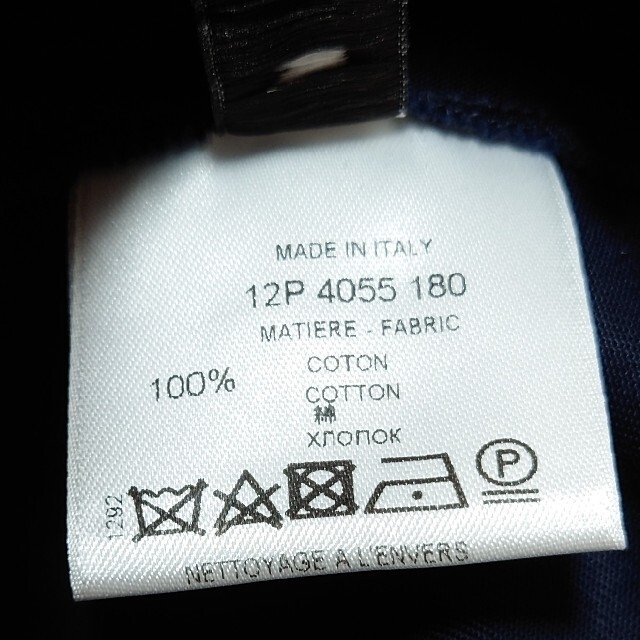 MADE IN ITALY
12P 4055 180
MATIERE - FABRIC
COTON
100% COTTON
綿
ХЛОПОК
1292
P
NETTOYAGE A L'ENVERS